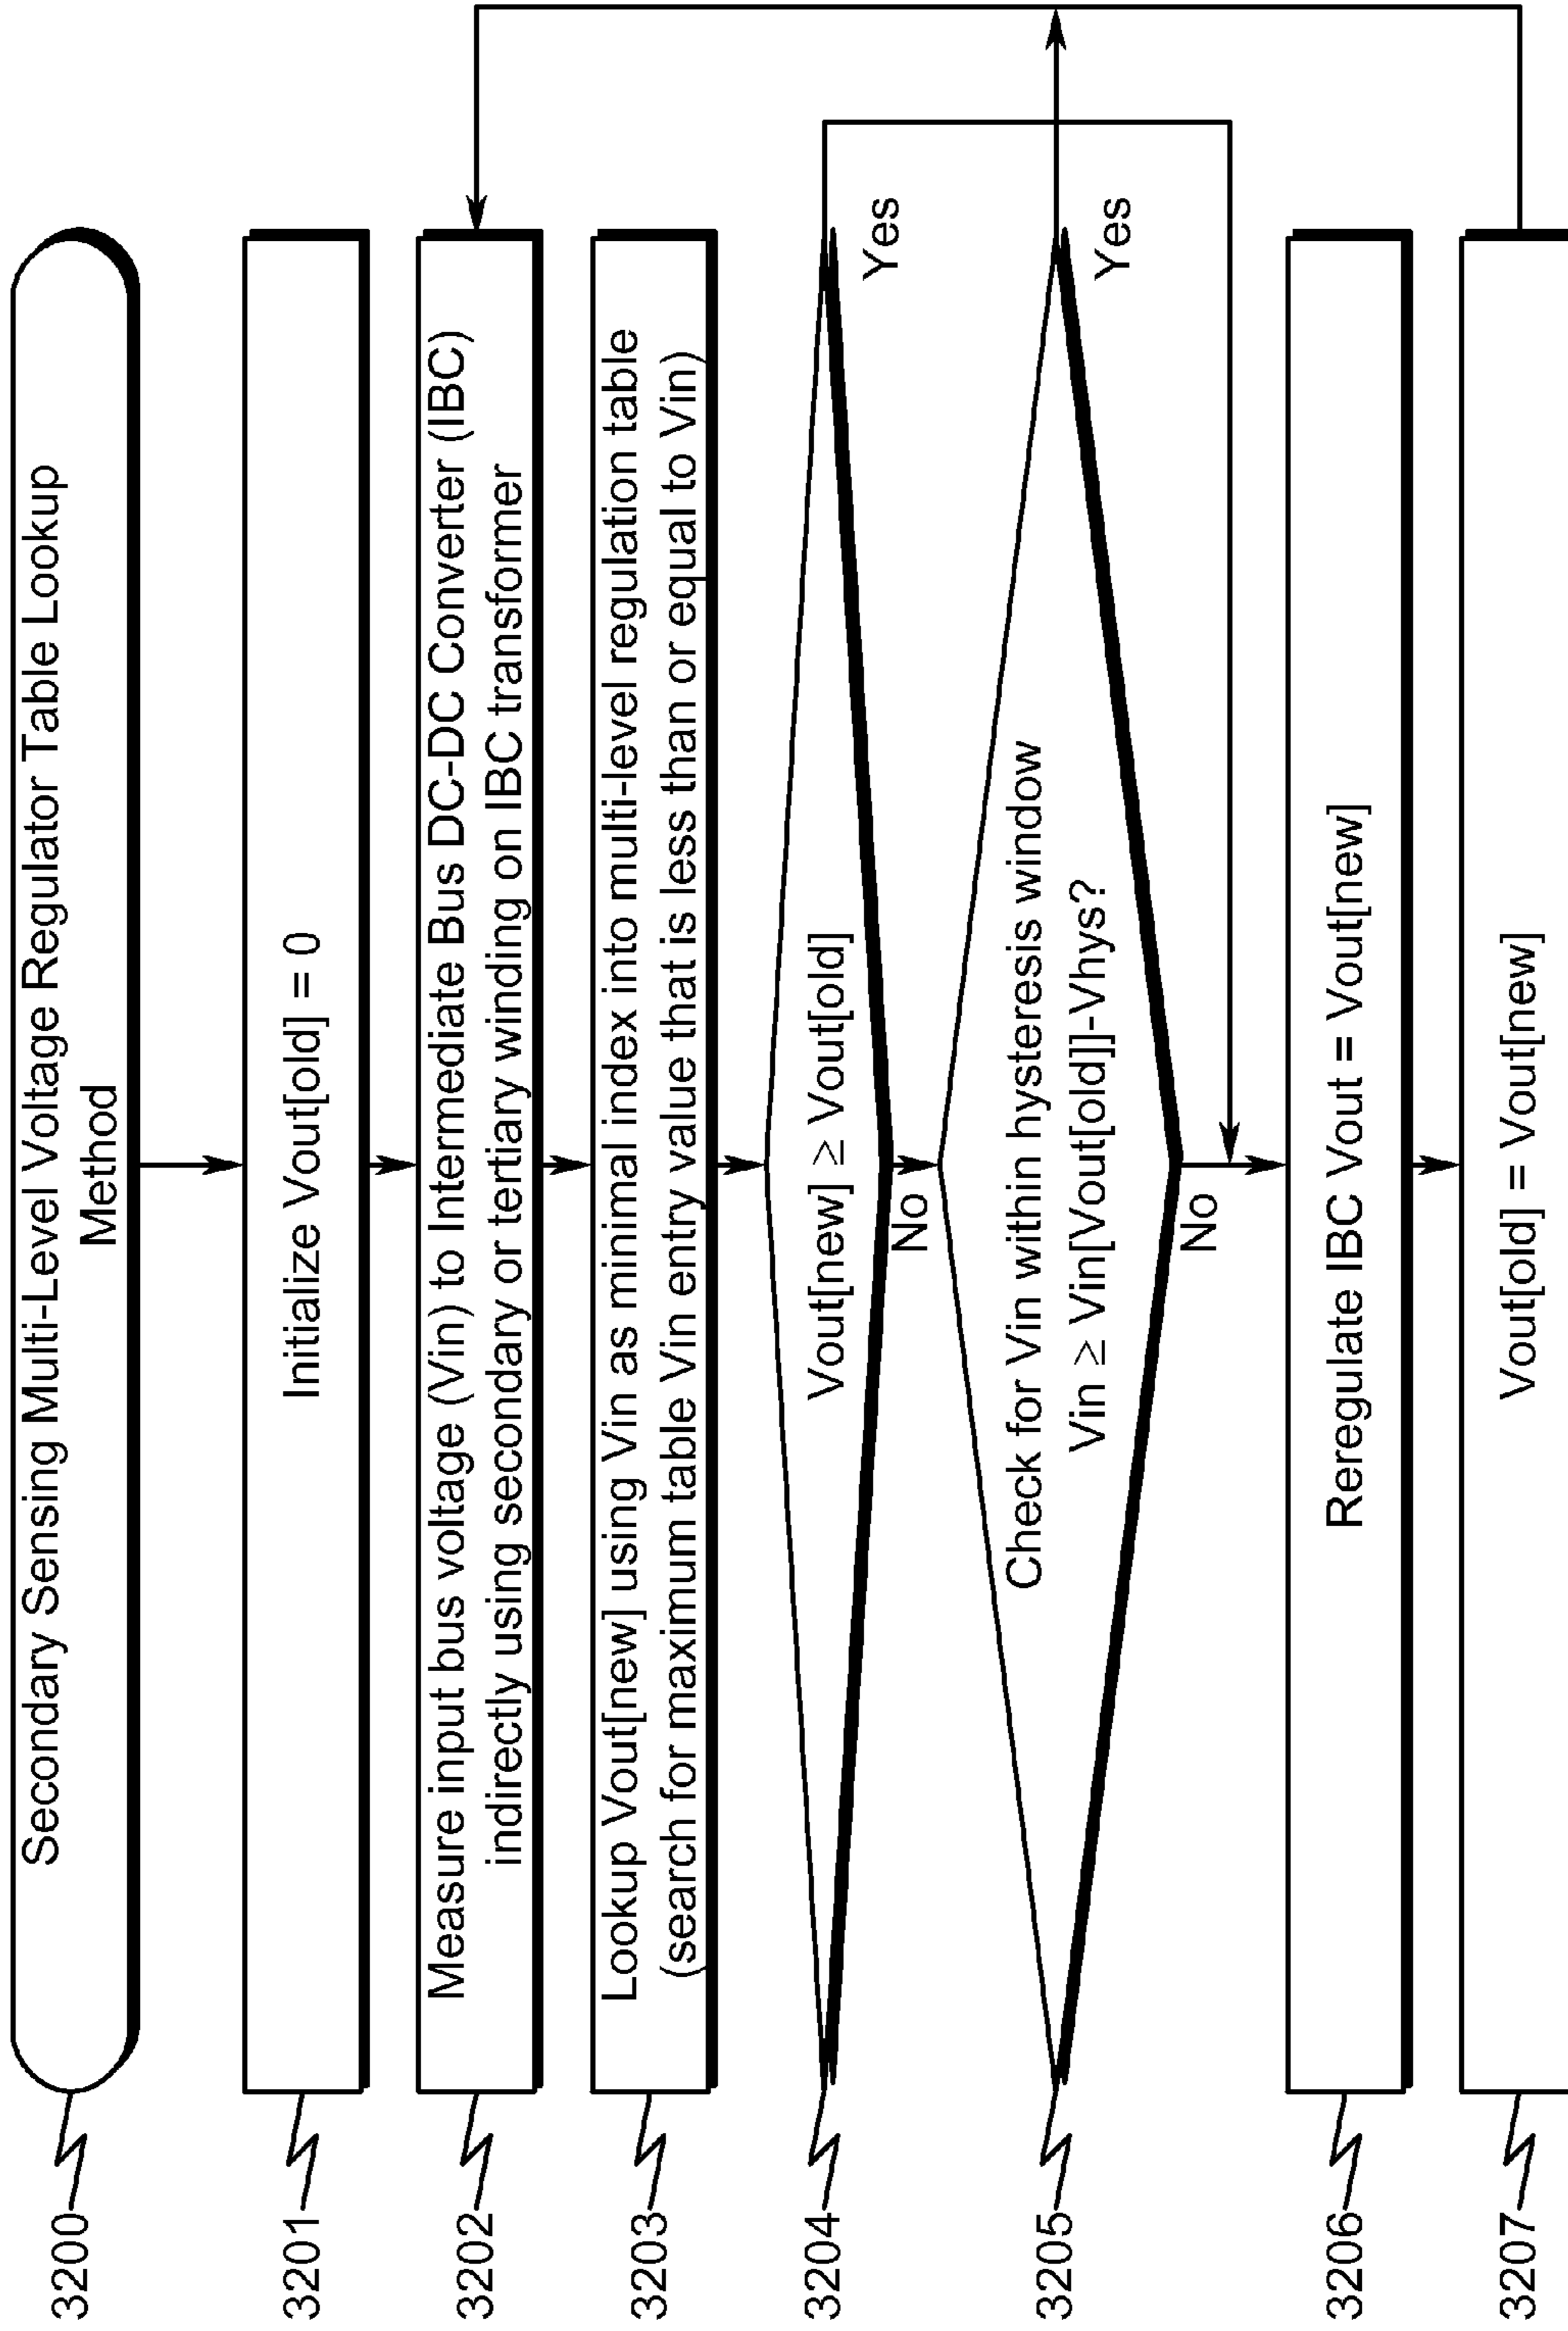 3200
Secondary Sensing Multi-Level Voltage Regulator Table Lookup
Method
3201
Initialize Vout[old] = 0
3202
Measure input bus voltage (Vin) to Intermediate Bus DC-DC Converter (IBC)
indirectly using secondary or tertiary winding on IBC transformer
3203
Lookup Vout[new] using Vin as minimal index into multi-level regulation table
(search for maximum table Vin entry value that is less than or equal to Vin)
3204
Vout[new] ≥ Vout[old]
Yes
No
3205
Check for Vin within hysteresis window
Vin ≥ Vin[Vout[old]]-Vhys?
Yes
No
3206
Reregulate IBC Vout = Vout[new]
3207
Vout[old] = Vout[new]